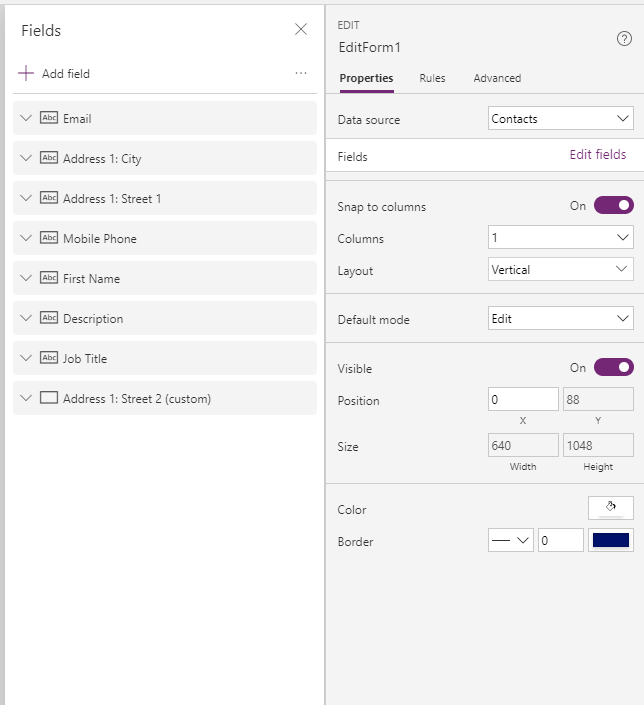 Fields
Add field
Abc Email
Abc Address 1: City
Abc Address 1: Street 1
Abc Mobile Phone
Abc First Name
Abc Description
Abc Job Title
Address 1: Street 2 (custom)
EDIT
EditForm1
?
Properties Rules Advanced
Data source Contacts
Fields Edit fields
Snap to columns On
Columns 1
Layout Vertical
Default mode Edit
Visible On
Position 0 88
X Y
Size 640 1048
Width Height
Color
Border 0